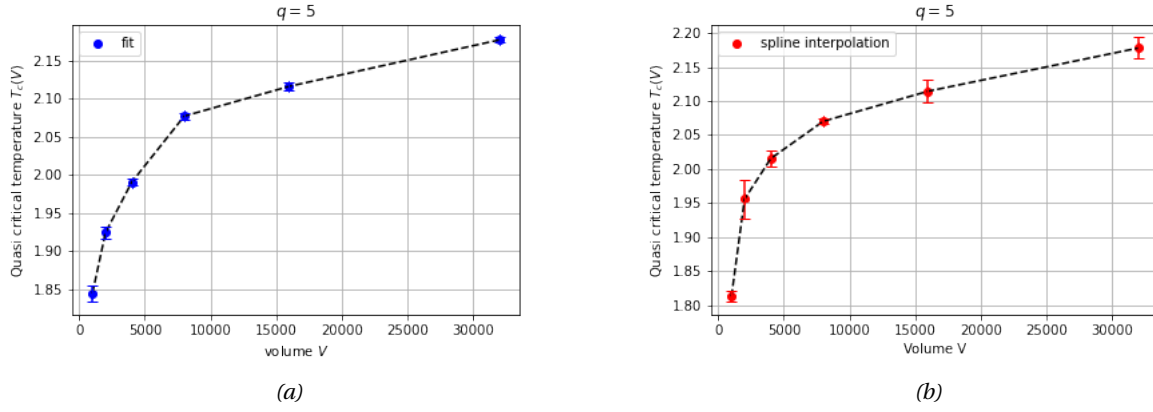 q = 5
fit
2.15
2.10
2.05
2.00
1.95
1.90
1.85
Quasi critical temperature T_c(V)
0 5000 10000 15000 20000 25000 30000
volume V
(a)
q = 5
spline interpolation
2.20
2.15
2.10
2.05
2.00
1.95
1.90
1.85
1.80
Quasi critical temperature T_c(V)
0 5000 10000 15000 20000 25000 30000
Volume V
(b)